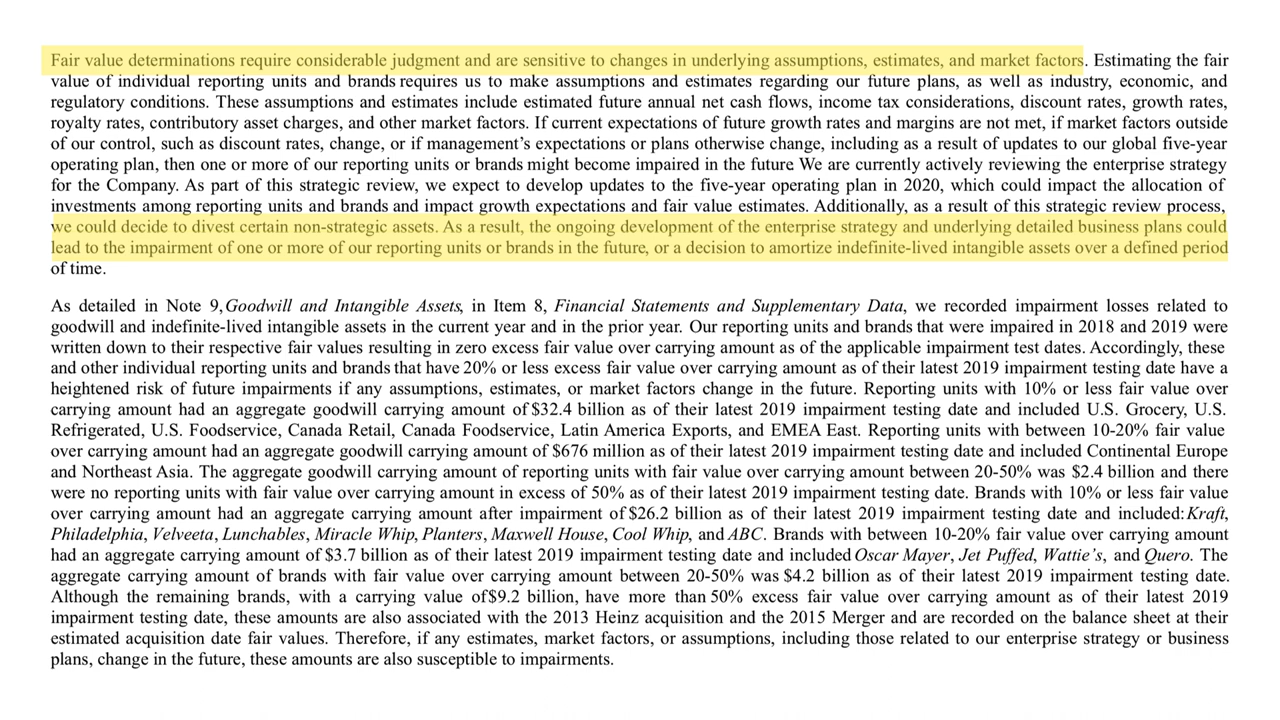 Fair value determinations require considerable judgment and are sensitive to changes in underlying assumptions, estimates, and market factors. Estimating the fair
value of individual reporting units and brands requires us to make assumptions and estimates regarding our future plans, as well as industry, economic, and
regulatory conditions. These assumptions and estimates include estimated future annual net cash flows, income tax considerations, discount rates, growth rates,
royalty rates, contributory asset charges, and other market factors. If current expectations of future growth rates and margins are not met, if market factors outside
of our control, such as discount rates, change, or if management's expectations or plans otherwise change, including as a result of updates to our global five-year
operating plan, then one or more of our reporting units or brands might become impaired in the future. We are currently actively reviewing the enterprise strategy
for the Company. As part of this strategic review, we expect to develop updates to the five-year operating plan in 2020, which could impact the allocation of
investments among reporting units and brands and impact growth expectations and fair value estimates. Additionally, as a result of this strategic review process,
we could decide to divest certain non-strategic assets. As a result, the ongoing development of the enterprise strategy and underlying detailed business plans could
lead to the impairment of one or more of our reporting units or brands in the future, or a decision to amortize indefinite-lived intangible assets over a defined period
of time.
As detailed in Note 9, Goodwill and Intangible Assets, in Item 8, Financial Statements and Supplementary Data, we recorded impairment losses related to
goodwill and indefinite-lived intangible assets in the current year and in the prior year. Our reporting units and brands that were impaired in 2018 and 2019 were
written down to their respective fair values resulting in zero excess fair value over carrying amount as of the applicable impairment test dates. Accordingly, these
and other individual reporting units and brands that have 20% or less excess fair value over carrying amount as of their latest 2019 impairment testing date have a
heightened risk of future impairments if any assumptions, estimates, or market factors change in the future. Reporting units with 10% or less fair value over
carrying amount had an aggregate goodwill carrying amount of $32.4 billion as of their latest 2019 impairment testing date and included U.S. Grocery, U.S.
Refrigerated, U.S. Foodservice, Canada Retail, Canada Foodservice, Latin America Exports, and EMEA East. Reporting units with between 10-20% fair value
over carrying amount had an aggregate goodwill carrying amount of $676 million as of their latest 2019 impairment testing date and included Continental Europe
and Northeast Asia. The aggregate goodwill carrying amount of reporting units with fair value over carrying amount between 20-50% was $2.4 billion and there
were no reporting units with fair value over carrying amount in excess of 50% as of their latest 2019 impairment testing date. Brands with 10% or less fair value
over carrying amount had an aggregate carrying amount after impairment of $26.2 billion as of their latest 2019 impairment testing date and included: Kraft,
Philadelphia, Velveeta, Lunchables, Miracle Whip, Planters, Maxwell House, Cool Whip, and ABC. Brands with between 10-20% fair value over carrying amount
had an aggregate carrying amount of $3.7 billion as of their latest 2019 impairment testing date and included Oscar Mayer, Jet Puffed, Wattie's, and Quero. The
aggregate carrying amount of brands with fair value over carrying amount between 20-50% was $4.2 billion as of their latest 2019 impairment testing date.
Although the remaining brands, with a carrying value of $9.2 billion, have more than 50% excess fair value over carrying amount as of their latest 2019
impairment testing date, these amounts are also associated with the 2013 Heinz acquisition and the 2015 Merger and are recorded on the balance sheet at their
estimated acquisition date fair values. Therefore, if any estimates, market factors, or assumptions, including those related to our enterprise strategy or business
plans, change in the future, these amounts are also susceptible to impairments.